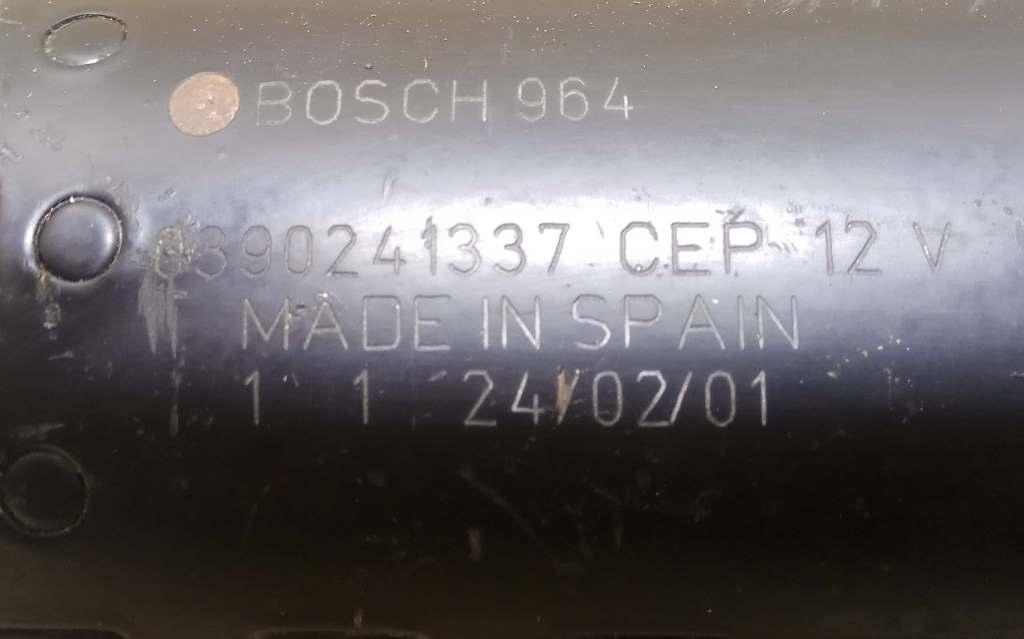 BOSCH 964
0390241337 CEP 12 V
MADE IN SPAIN
1 1 24/02/01